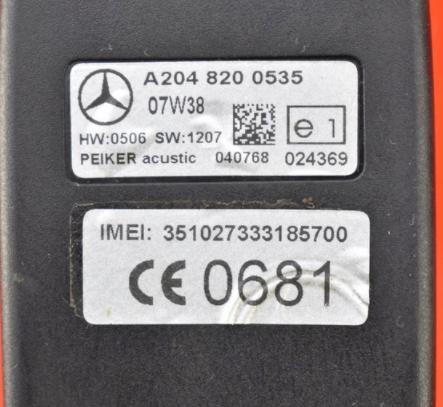 A204 820 0535
07W38
e 1
HW:0506 SW:1207
PEIKER acustic 040768 024369
IMEI: 351027333185700
CE 0681